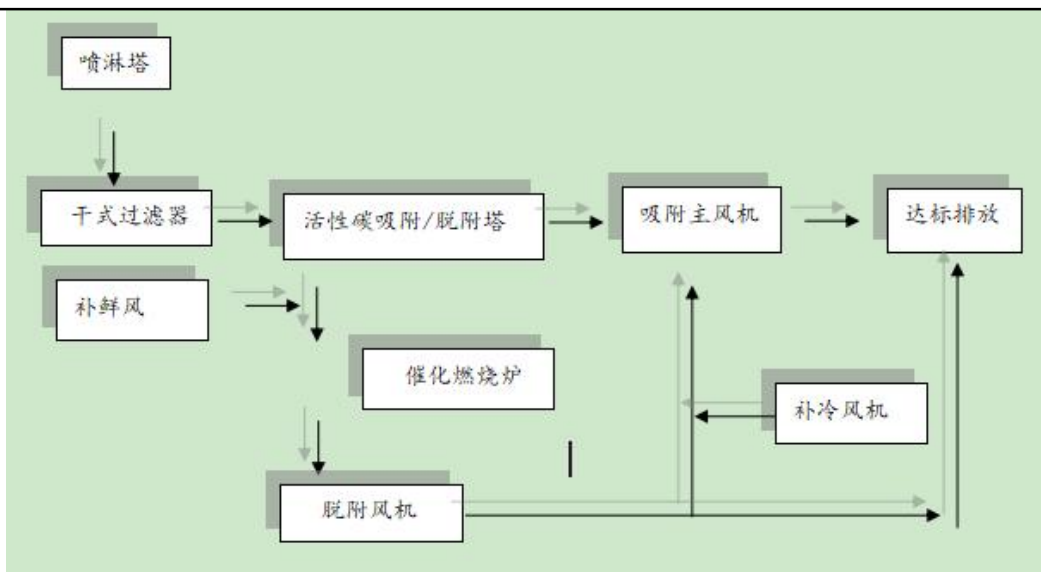 喷淋塔
干式过滤器
活性碳吸附/脱附塔
吸附主风机
达标排放
补鲜风
催化燃烧炉
补冷风机
脱附风机